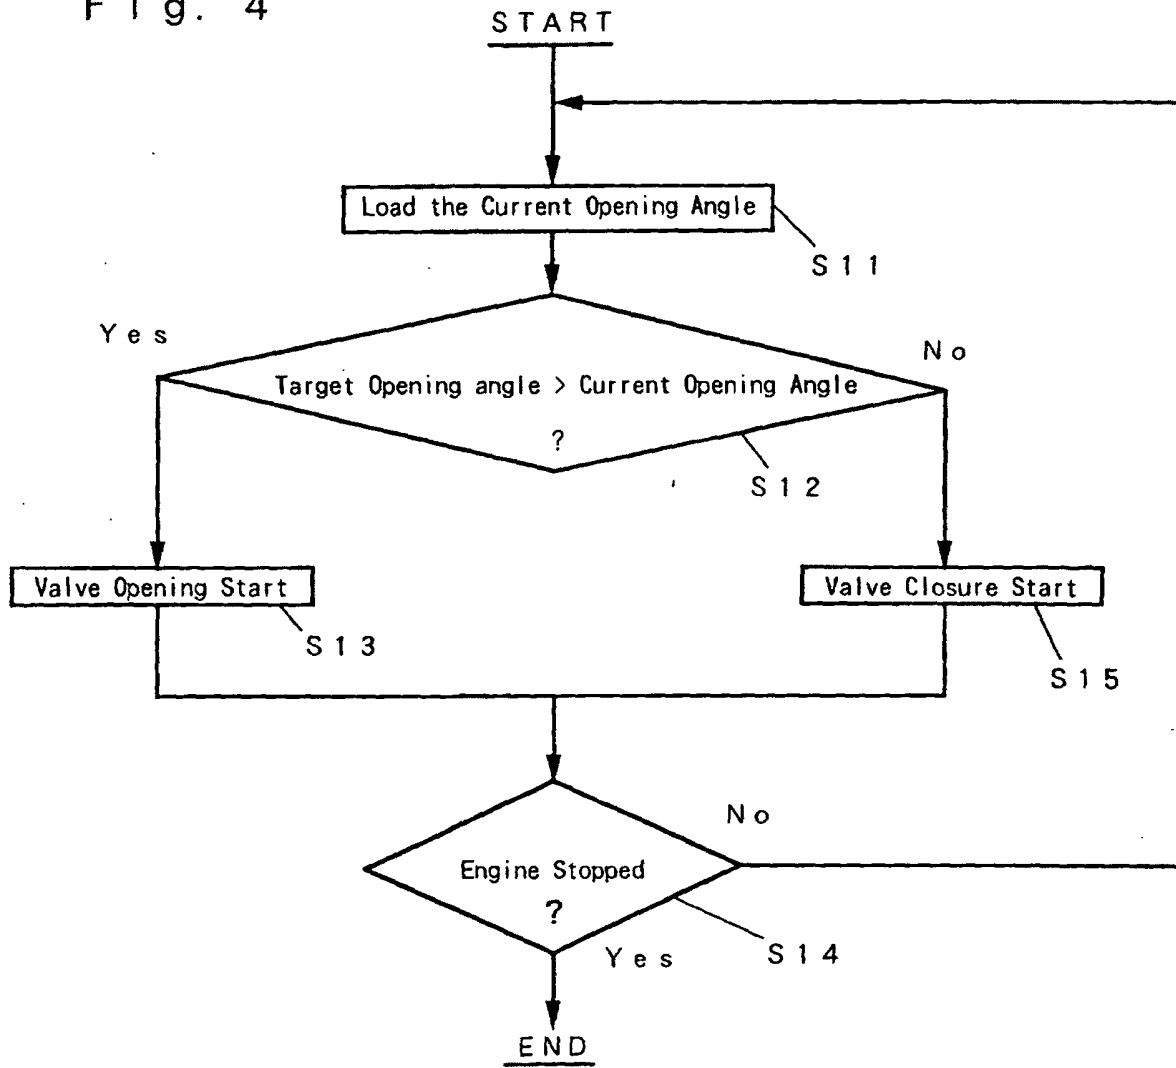 Fig. 4
START
Load the Current Opening Angle
S11
Yes
No
Target Opening angle > Current Opening Angle
?
S12
Valve Opening Start
Valve Closure Start
S13
S15
No
Engine Stopped
?
Yes
S14
END